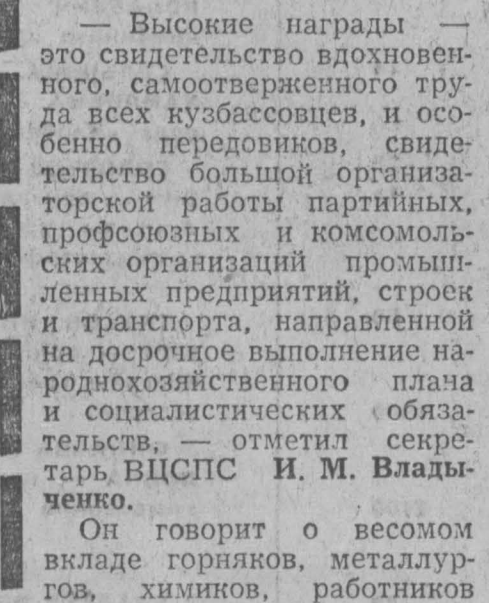 — Высокие награды —
это свидетельство вдохновен-
ного, самоотверженного тру-
да всех кузбассовцев, и осо-
бенно передовиков, свиде-
тельство большой организа-
торской работы партийных,
профсоюзных и комсомоль-
ских организаций промыш-
ленных предприятий, строек
и транспорта, направленной
на досрочное выполнение на-
роднохозяйственного плана
и социалистических обяза-
тельств, — отметил секре-
тарь ВЦСПС И. М. Влады-
ченко.
Он говорит о весомом
вкладе горняков, металлур-
гов, химиков, работников